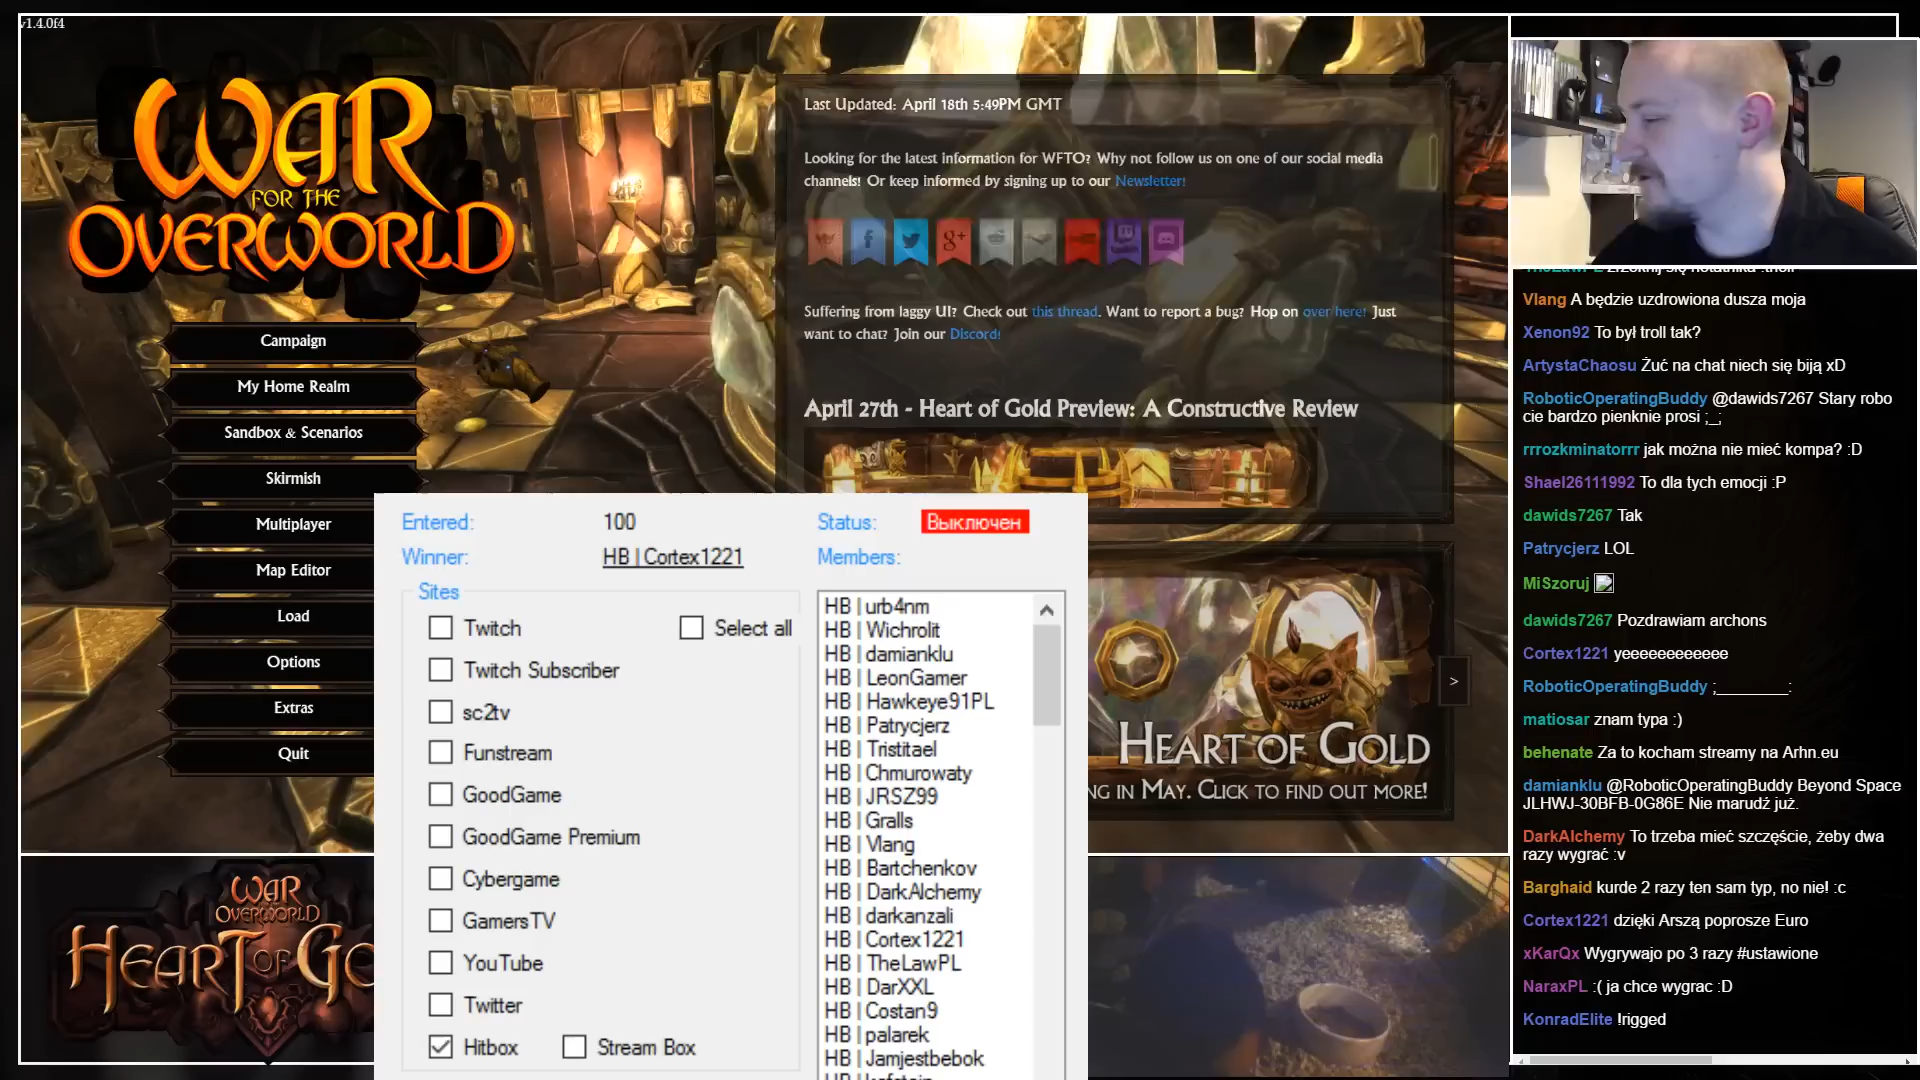 v1.4.0f4
WAR
FOR THE
OVERWORLD
Campaign
My Home Realm
Sandbox & Scenarios
Skirmish
Multiplayer
Map Editor
Load
Options
Extras
Quit
Last Updated: April 18th 5:49PM GMT
Looking for the latest information for WFTO? Why not follow us on one of our social media
channels! Or keep informed by signing up to our Newsletter!
Suffering from laggy UI? Check out this thread. Want to report a bug? Hop on over here! Just
want to chat? Join our Discord!
April 27th - Heart of Gold Preview: A Constructive Review
HEART OF GOLD
NG IN MAY. CLICK TO FIND OUT MORE!
>
Entered: 100
Winner: HB | Cortex1221
Status: Выключен
Members:
Sites
Twitch
Select all
Twitch Subscriber
sc2tv
Funstream
GoodGame
GoodGame Premium
Cybergame
GamersTV
YouTube
Twitter
Hitbox
Stream Box
HB | urb4nm
HB | Wichrolit
HB | damianklu
HB | LeonGamer
HB | Hawkeye91PL
HB | Patrycjerz
HB | Tristitael
HB | Chmurowaty
HB | JRSZ99
HB | Gralls
HB | Vlang
HB | Bartchenkov
HB | DarkAlchemy
HB | darkanzali
HB | Cortex1221
HB | TheLawPL
HB | DarXXL
HB | Costan9
HB | palarek
HB | Jamjestbebok
WAR
FOR THE
OVERWORLD
HEART OF GO
Vlang A będzie uzdrowiona dusza moja
Xenon92 To był troll tak?
ArtystaChaosu Żuć na chat niech się biją xD
RoboticOperatingBuddy @dawids7267 Stary robo
cie bardzo pienknie prosi ;_;
rrrozkminatorrr jak można nie mieć kompa? :D
Shael26111992 To dla tych emocji :P
dawids7267 Tak
Patrycjerz LOL
MiSzoruj
dawids7267 Pozdrawiam archons
Cortex1221 yeeeeeeeeeeee
RoboticOperatingBuddy ;________:
matiosar znam typa :)
behenate Za to kocham streamy na Arhn.eu
damianklu @RoboticOperatingBuddy Beyond Space
JLHWJ-30BFB-0G86E Nie marudź już.
DarkAlchemy To trzeba mieć szczęście, żeby dwa
razy wygrać :v
Barghaid kurde 2 razy ten sam typ, no nie! :c
Cortex1221 dzięki Arszą poprosze Euro
xKarQx Wygrywajo po 3 razy #ustawione
NaraxPL :( ja chce wygrac :D
KonradElite !rigged